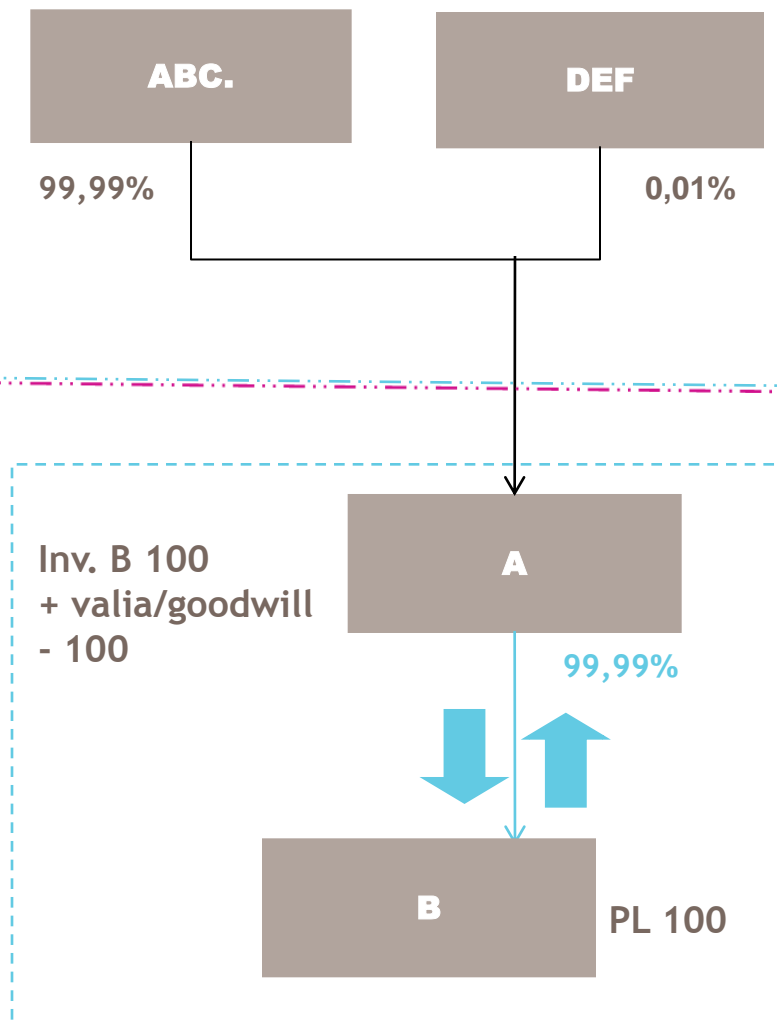 ABC.
DEF
99,99%
0,01%
Inv. B 100
+ valia/goodwill
- 100
A
99,99%
B
PL 100